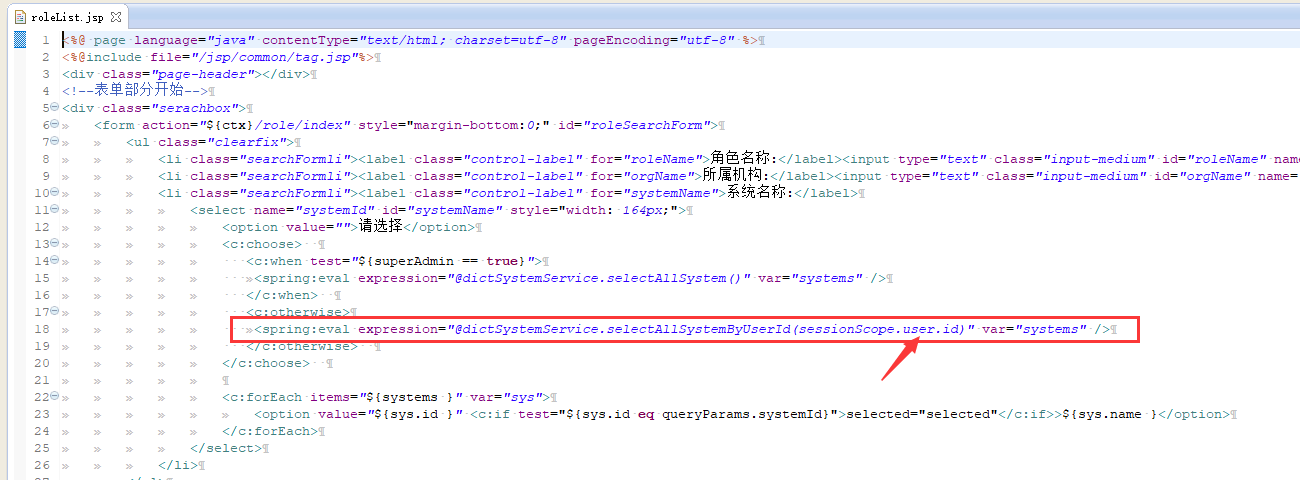 roleList.jsp
1 <%@ page language="java" contentType="text/html; charset=utf-8" pageEncoding="utf-8" %>
2 <%@include file="/jsp/common/tag.jsp"%>
3 <div class="page-header"></div>
4 <!--表单部分开始-->
5 <div class="serachbox">
6 <form action="${ctx}/role/index" style="margin-bottom:0;" id="roleSearchForm">
7 <ul class="clearfix">
8 <li class="searchFormli"><label class="control-label" for="roleName">角色名称:</label><input type="text" class="input-medium" id="roleName" name
9 <li class="searchFormli"><label class="control-label" for="orgName">所属机构:</label><input type="text" class="input-medium" id="orgName" name=
10 <li class="searchFormli"><label class="control-label" for="systemName">系统名称:</label>
11 <select name="systemId" id="systemName" style="width: 164px;">
12 <option value="">请选择</option>
13 <c:choose>
14 <c:when test="${superAdmin == true}">
15 <spring:eval expression="@dictSystemService.selectAllSystem()" var="systems" />
16 </c:when>
17 <c:otherwise>
18 <spring:eval expression="@dictSystemService.selectAllSystemByUserId(sessionScope.user.id)" var="systems" />
19 </c:otherwise>
20 </c:choose>
21
22 <c:forEach items="${systems }" var="sys">
23 <option value="${sys.id }" <c:if test="${sys.id eq queryParams.systemId}">selected="selected"</c:if>>${sys.name }</option>
24 </c:forEach>
25 </select>
26 </li>